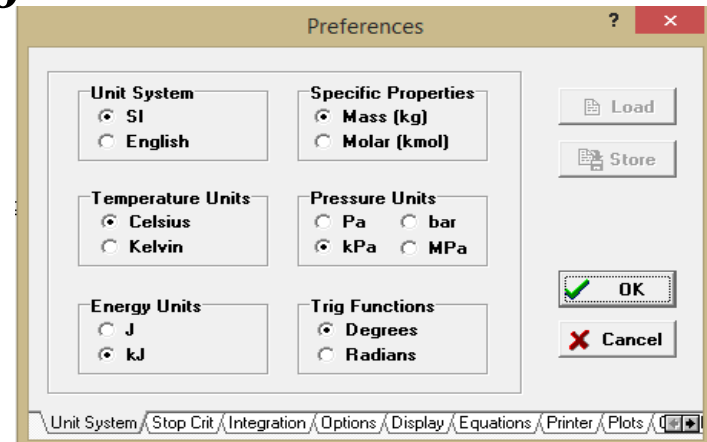 Preferences ? ×
Unit System
SI
English
Specific Properties
Mass (kg)
Molar (kmol)
Load
Store
Temperature Units
Celsius
Kelvin
Pressure Units
Pa bar
kPa MPa
Energy Units
J
kJ
Trig Functions
Degrees
Radians
OK
Cancel
Unit System Stop Crit Integration Options Display Equations Printer Plots